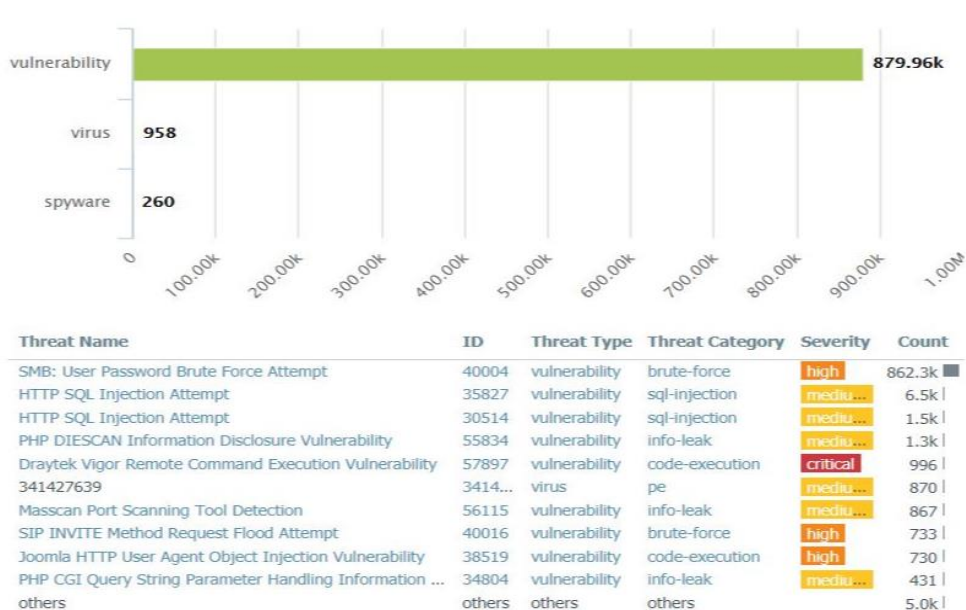 vulnerability 879.96k
virus 958
spyware 260
0 100.00k 200.00k 300.00k 400.00k 500.00k 600.00k 700.00k 800.00k 900.00k 1.00M
Threat Name ID Threat Type Threat Category Severity Count
SMB: User Password Brute Force Attempt 40004 vulnerability brute-force high 862.3k
HTTP SQL Injection Attempt 35827 vulnerability sql-injection mediu... 6.5k
HTTP SQL Injection Attempt 30514 vulnerability sql-injection mediu... 1.5k
PHP DIESCAN Information Disclosure Vulnerability 55834 vulnerability info-leak mediu... 1.3k
Draytek Vigor Remote Command Execution Vulnerability 57897 vulnerability code-execution critical 996
341427639 3414... virus pe mediu... 870
Masscan Port Scanning Tool Detection 56115 vulnerability info-leak mediu... 867
SIP INVITE Method Request Flood Attempt 40016 vulnerability brute-force high 733
Joomla HTTP User Agent Object Injection Vulnerability 38519 vulnerability code-execution high 730
PHP CGI Query String Parameter Handling Information ... 34804 vulnerability info-leak mediu... 431
others others others others 5.0k